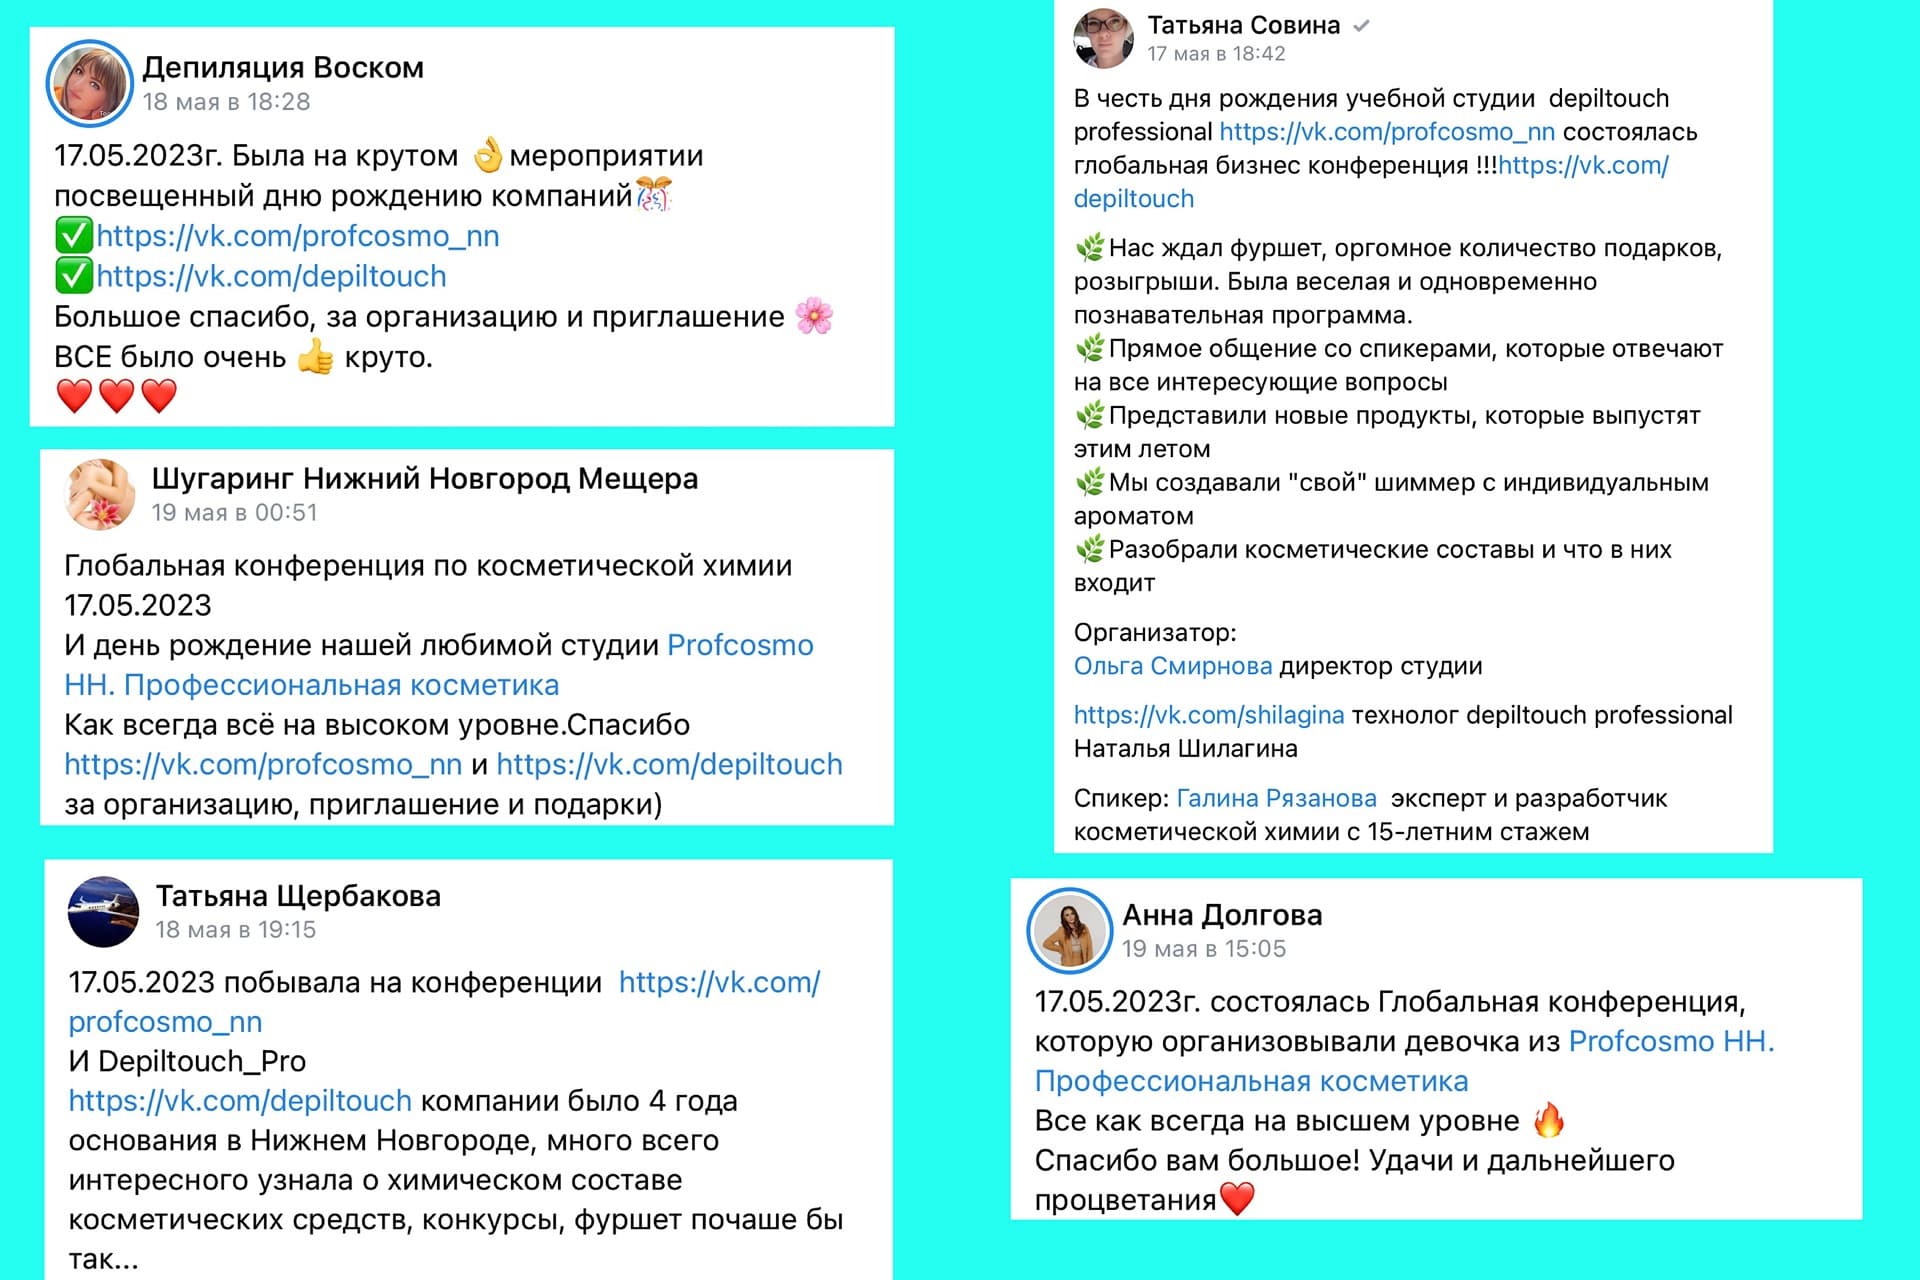 Депиляция Воском
18 мая в 18:28
17.05.2023г. Была на крутом 👌мероприятии
посвещенный дню рождению компаний🎊
✅https://vk.com/profcosmo_nn
✅https://vk.com/depiltouch
Большое спасибо, за организацию и приглашение 🌸
ВСЕ было очень 👍 круто.
❤️❤️❤️
Шугаринг Нижний Новгород Мещера
19 мая в 00:51
Глобальная конференция по косметической химии
17.05.2023
И день рождение нашей любимой студии Profcosmo
НН. Профессиональная косметика
Как всегда всё на высоком уровне.Спасибо
https://vk.com/profcosmo_nn и https://vk.com/depiltouch
за организацию, приглашение и подарки)
Татьяна Щербакова
18 мая в 19:15
17.05.2023 побывала на конференции https://vk.com/
profcosmo_nn
И Depiltouch_Pro
https://vk.com/depiltouch компании было 4 года
основания в Нижнем Новгороде, много всего
интересного узнала о химическом составе
косметических средств, конкурсы, фуршет почаше бы
так...
Татьяна Совина
17 мая в 18:42
В честь дня рождения учебной студии depiltouch
professional https://vk.com/profcosmo_nn состоялась
глобальная бизнес конференция !!!https://vk.com/
depiltouch
🌿Нас ждал фуршет, оргомное количество подарков,
розыгрыши. Была веселая и одновременно
познавательная программа.
🌿Прямое общение со спикерами, которые отвечают
на все интересующие вопросы
🌿Представили новые продукты, которые выпустят
этим летом
🌿Мы создавали "свой" шиммер с индивидуальным
ароматом
🌿Разобрали косметические составы и что в них
входит
Организатор:
Ольга Смирнова директор студии
https://vk.com/shilagina технолог depiltouch professional
Наталья Шилагина
Спикер: Галина Рязанова эксперт и разработчик
косметической химии с 15-летним стажем
Анна Долгова
19 мая в 15:05
17.05.2023г. состоялась Глобальная конференция,
которую организовывали девочка из Profcosmo НН.
Профессиональная косметика
Все как всегда на высшем уровне 🔥
Спасибо вам большое! Удачи и дальнейшего
процветания❤️